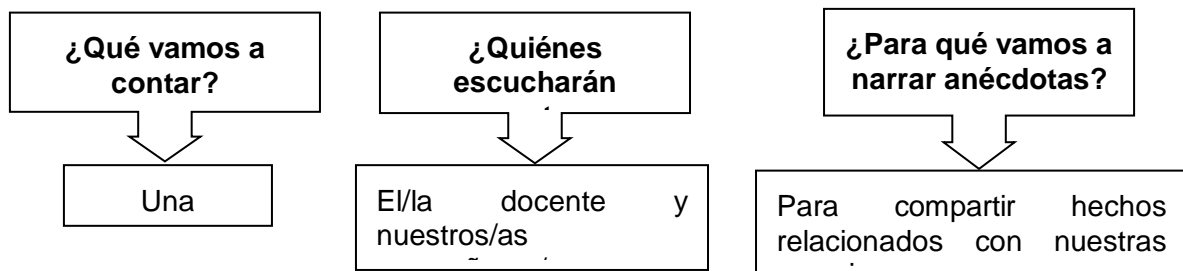 ¿Qué vamos a
contar?
Una
¿Quiénes
escucharán
El/la docente y
nuestros/as
¿Para qué vamos a
narrar anécdotas?
Para compartir hechos
relacionados con nuestras